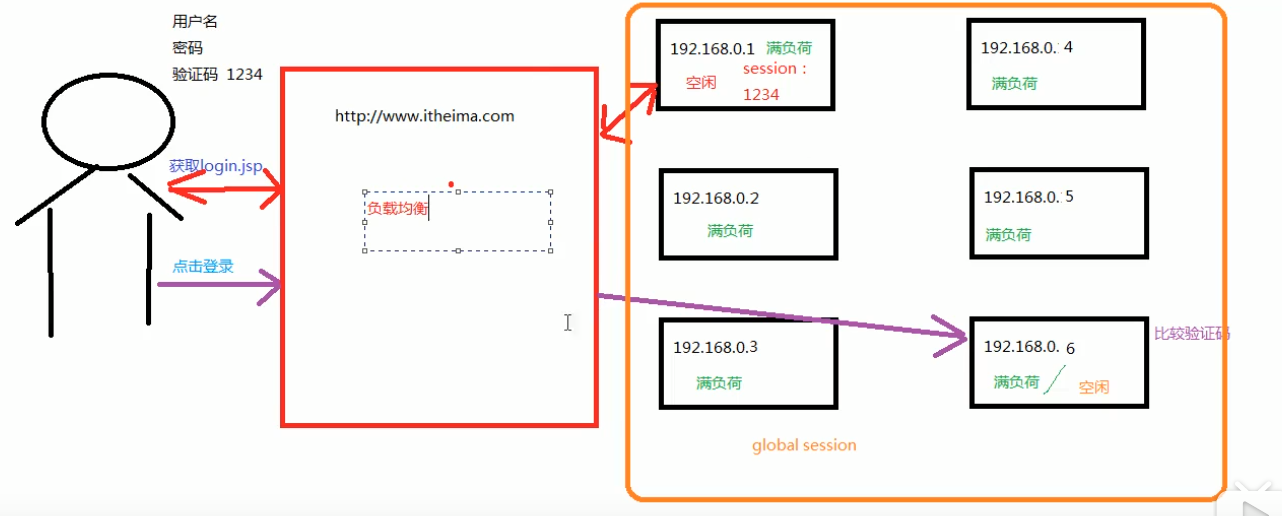 用户名
密码
验证码 1234
获取login.jsp
点击登录
http://www.itheima.com
负载均衡
192.168.0.1 满负荷
空闲
session：
1234
192.168.0.2
满负荷
192.168.0.3
满负荷
192.168.0.4
满负荷
192.168.0.5
满负荷
192.168.0.6
满负荷
空闲
比较验证码
global session